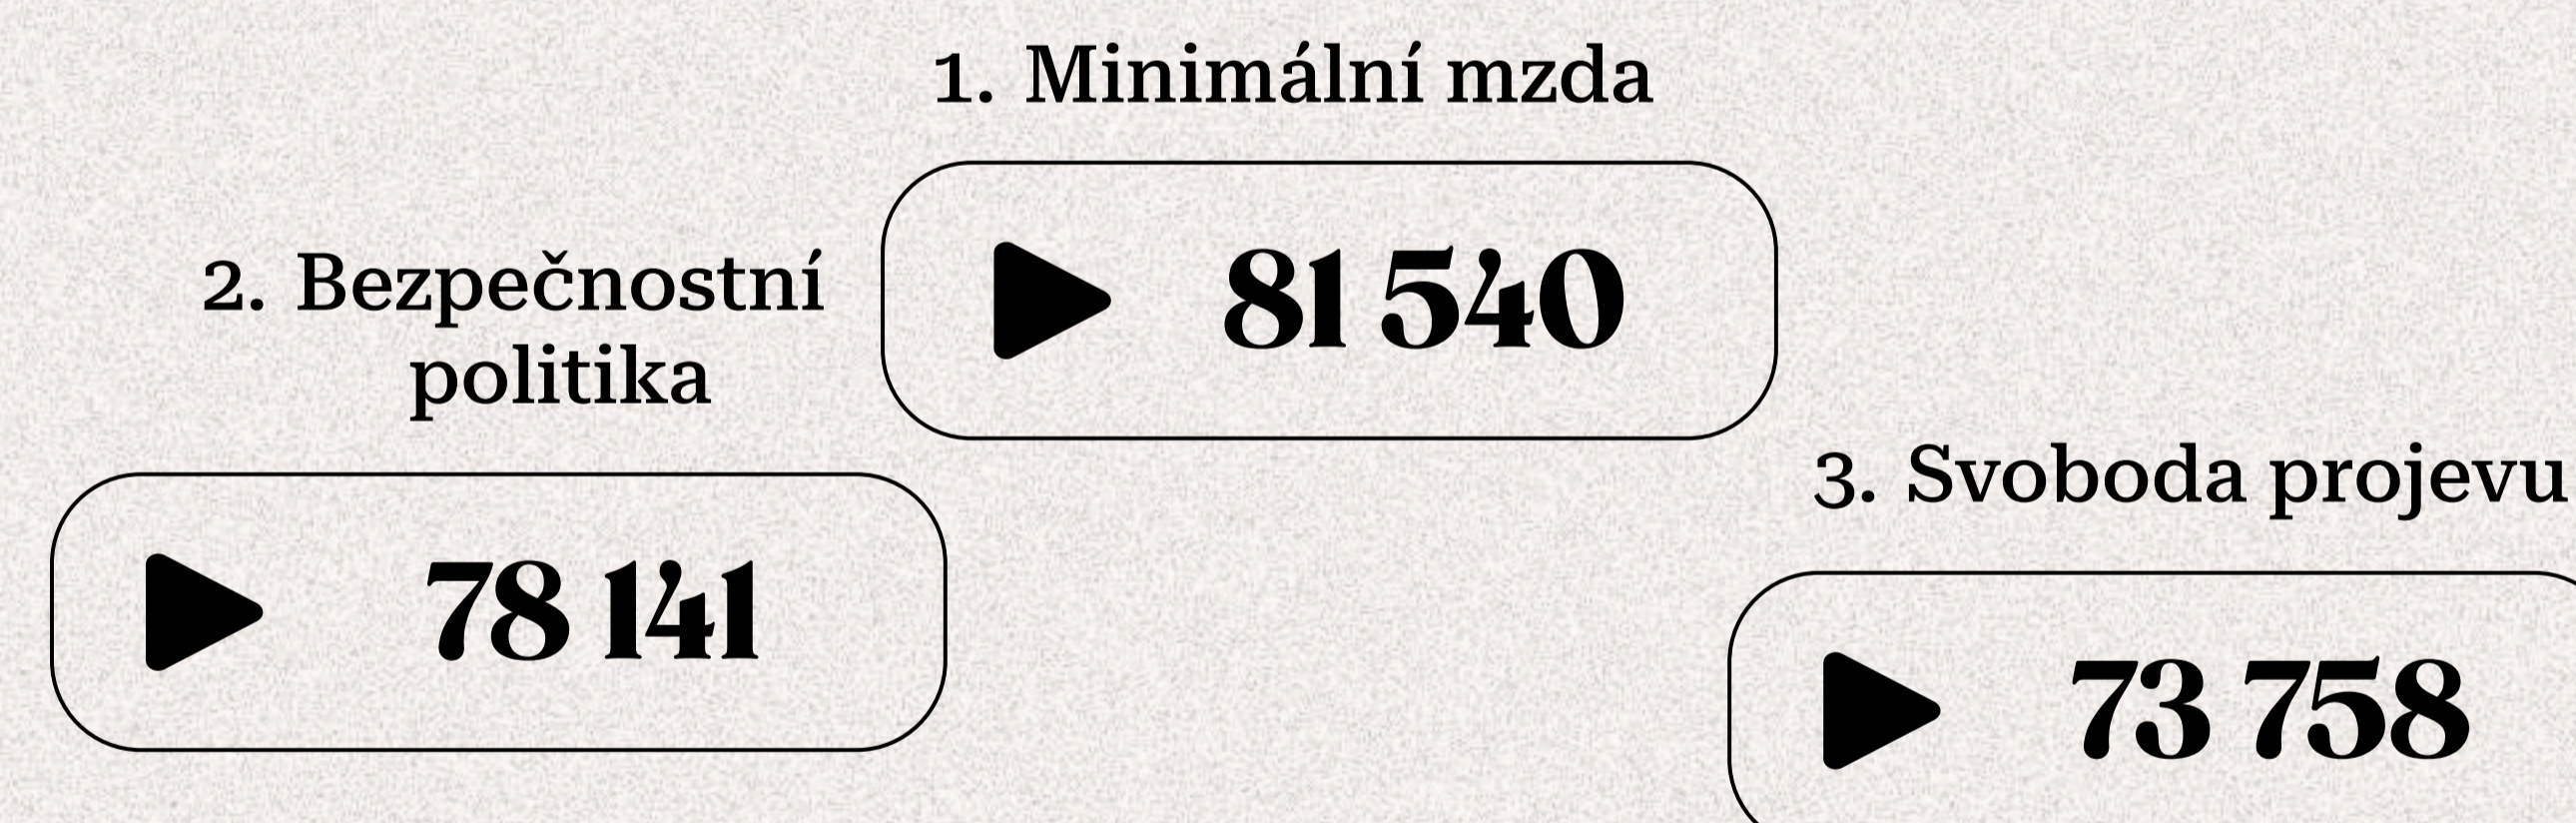 1. Minimální mzda
81 540
2. Bezpečnostní
politika
78 141
3. Svoboda projevu
73 758